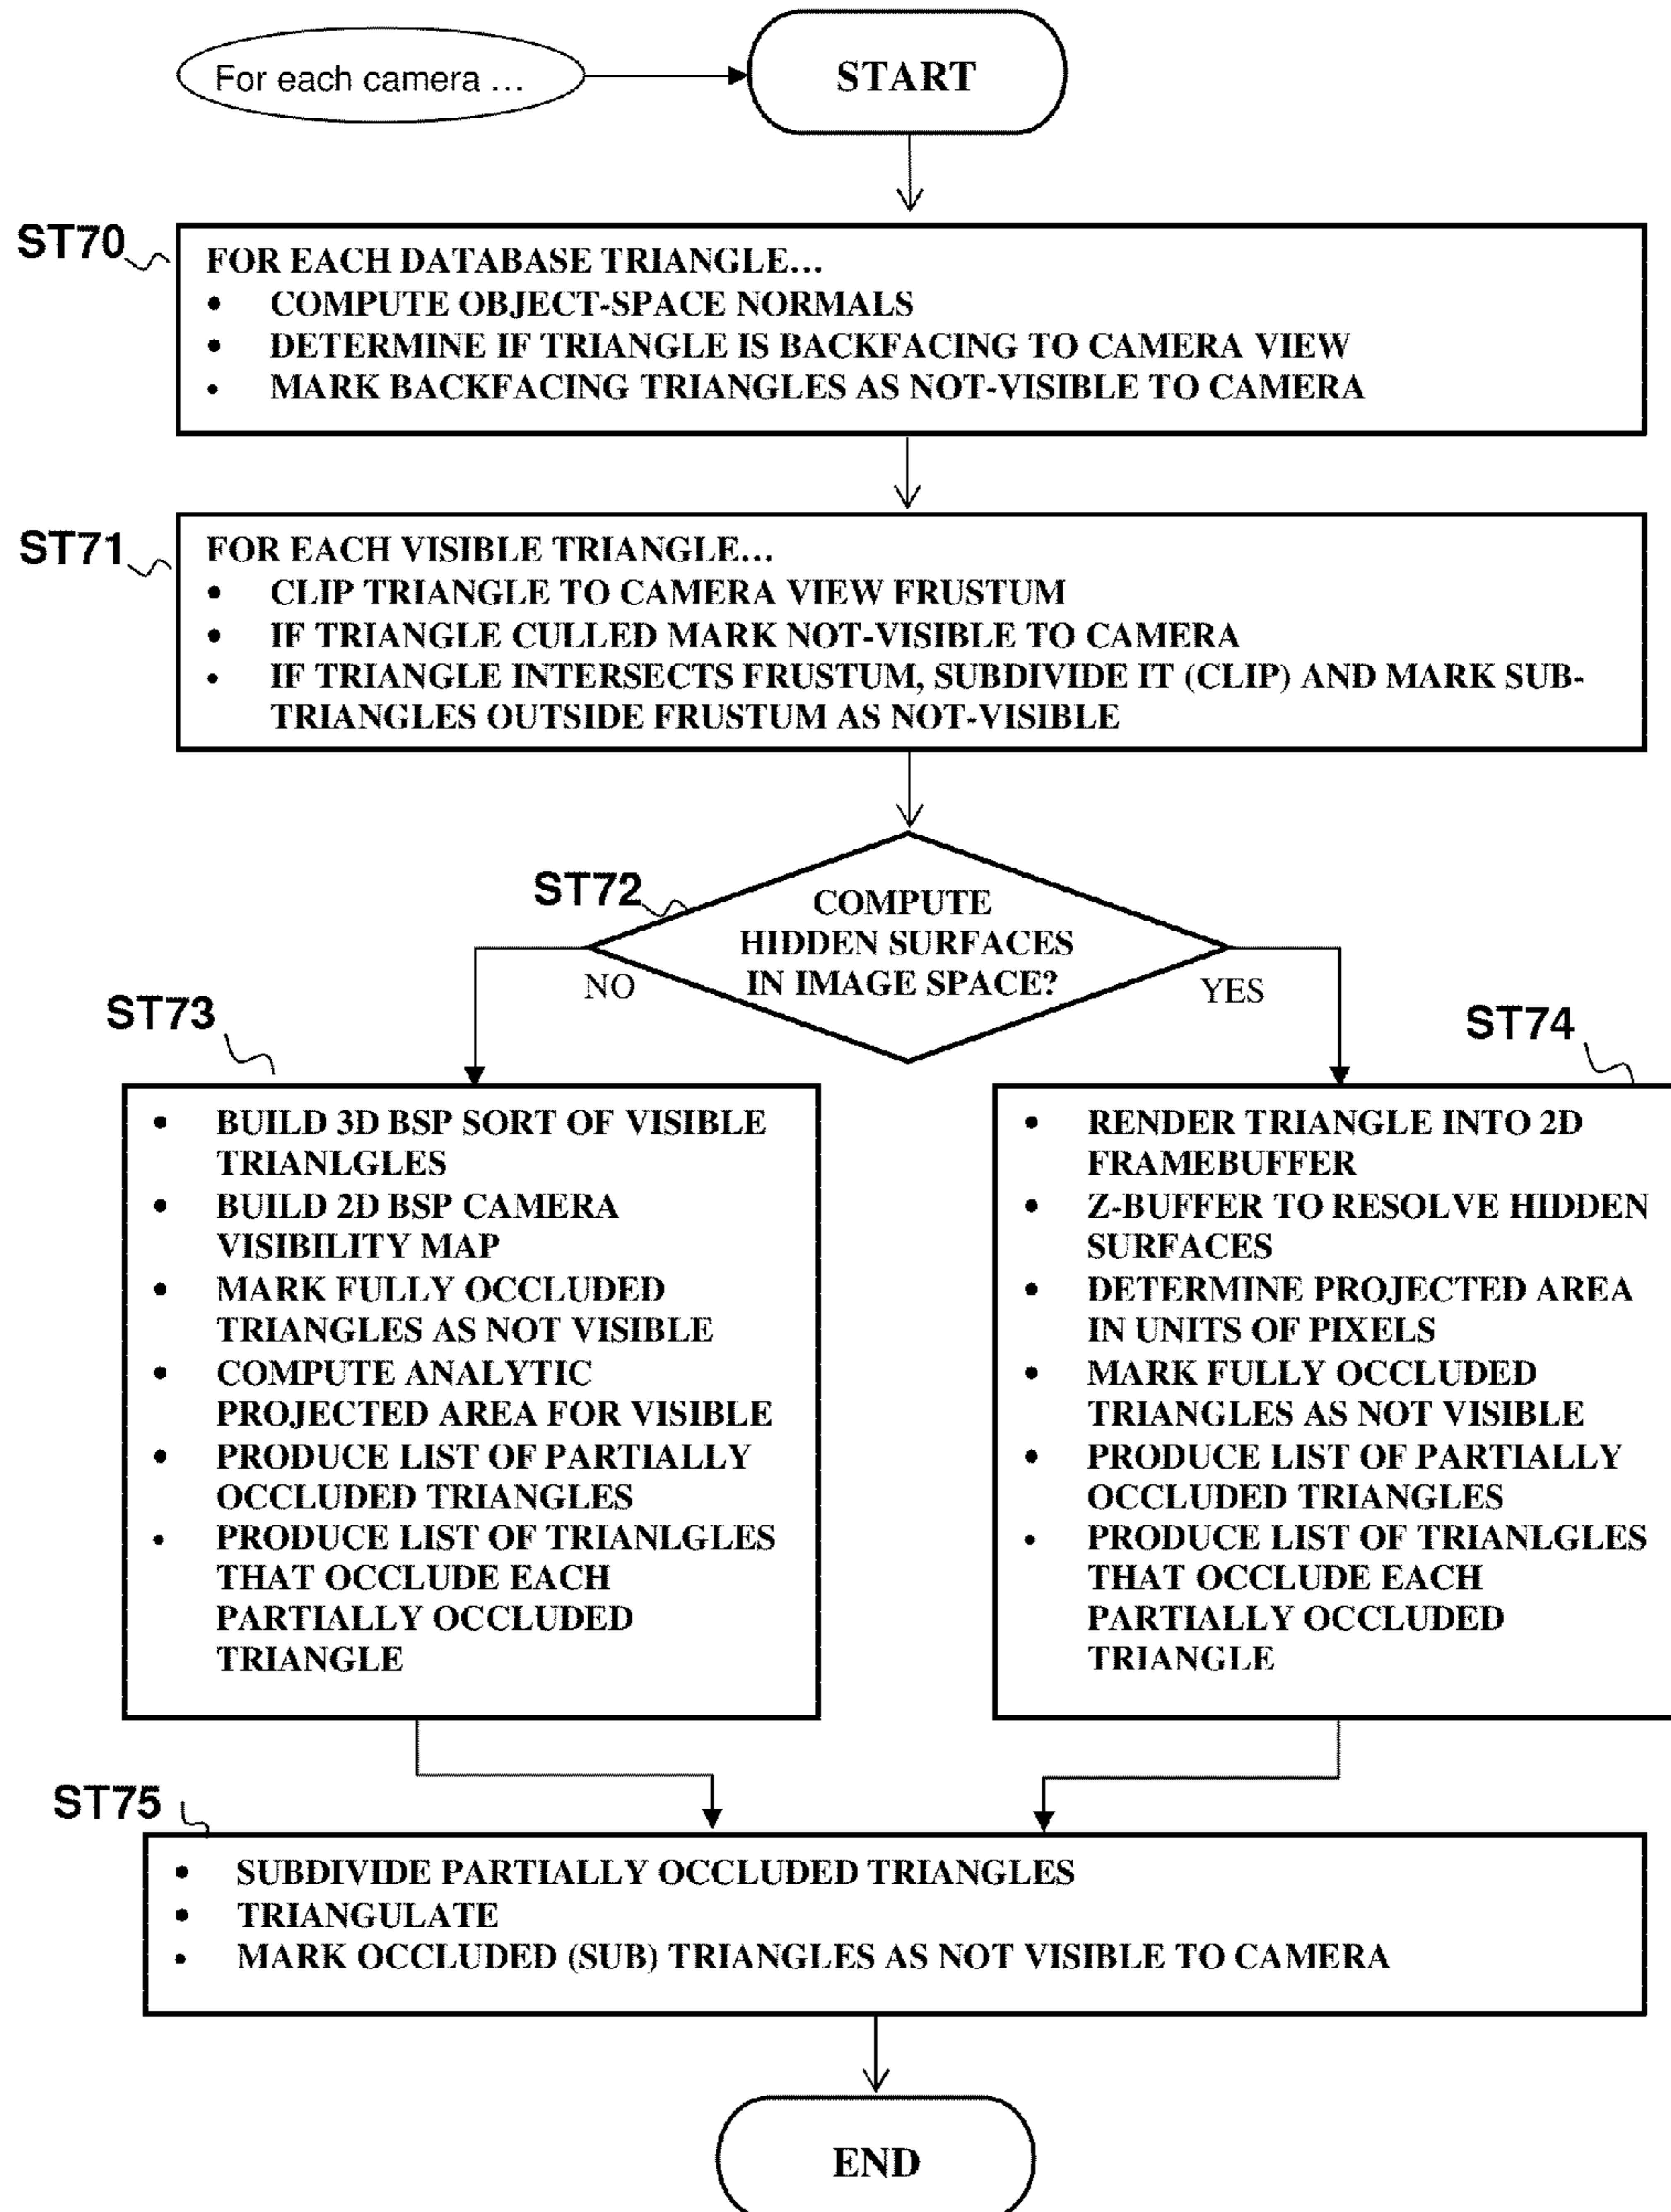 For each camera ...
START
ST70
FOR EACH DATABASE TRIANGLE...
• COMPUTE OBJECT-SPACE NORMALS
• DETERMINE IF TRIANGLE IS BACKFACING TO CAMERA VIEW
• MARK BACKFACING TRIANGLES AS NOT-VISIBLE TO CAMERA
ST71
FOR EACH VISIBLE TRIANGLE...
• CLIP TRIANGLE TO CAMERA VIEW FRUSTUM
• IF TRIANGLE CULLED MARK NOT-VISIBLE TO CAMERA
• IF TRIANGLE INTERSECTS FRUSTUM, SUBDIVIDE IT (CLIP) AND MARK SUB-
TRIANGLES OUTSIDE FRUSTUM AS NOT-VISIBLE
ST72
COMPUTE
HIDDEN SURFACES
IN IMAGE SPACE?
NO
YES
ST73
• BUILD 3D BSP SORT OF VISIBLE
TRIANLGLES
• BUILD 2D BSP CAMERA
VISIBILITY MAP
• MARK FULLY OCCLUDED
TRIANGLES AS NOT VISIBLE
• COMPUTE ANALYTIC
PROJECTED AREA FOR VISIBLE
• PRODUCE LIST OF PARTIALLY
OCCLUDED TRIANGLES
• PRODUCE LIST OF TRIANLGLES
THAT OCCLUDE EACH
PARTIALLY OCCLUDED
TRIANGLE
ST74
• RENDER TRIANGLE INTO 2D
FRAMEBUFFER
• Z-BUFFER TO RESOLVE HIDDEN
SURFACES
• DETERMINE PROJECTED AREA
IN UNITS OF PIXELS
• MARK FULLY OCCLUDED
TRIANGLES AS NOT VISIBLE
• PRODUCE LIST OF PARTIALLY
OCCLUDED TRIANGLES
• PRODUCE LIST OF TRIANLGLES
THAT OCCLUDE EACH
PARTIALLY OCCLUDED
TRIANGLE
ST75
• SUBDIVIDE PARTIALLY OCCLUDED TRIANGLES
• TRIANGULATE
• MARK OCCLUDED (SUB) TRIANGLES AS NOT VISIBLE TO CAMERA
END